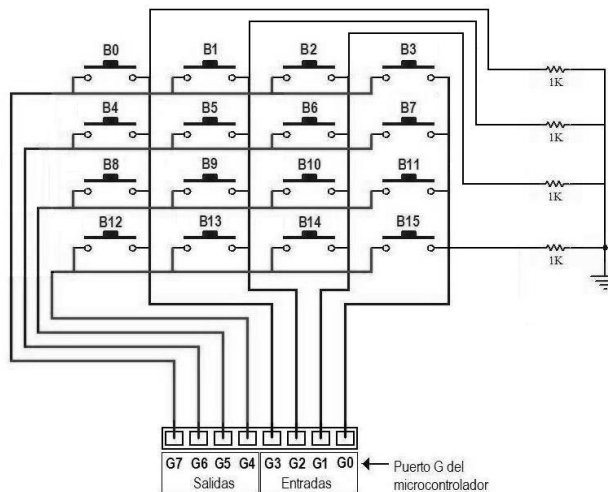 B0 B1 B2 B3
1K
B4 B5 B6 B7
1K
B8 B9 B10 B11
1K
B12 B13 B14 B15
1K
G7 G6 G5 G4 G3 G2 G1 G0
Salidas Entradas
Puerto G del
microcontrolador